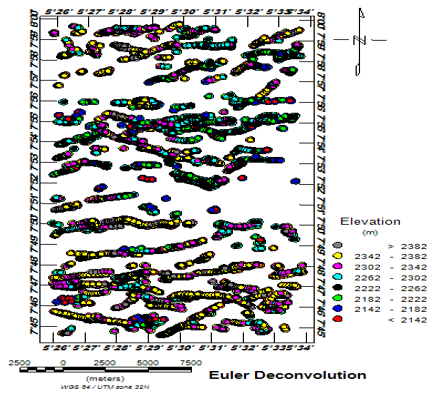 5°26' 5°27' 5°28' 5°29' 5°30' 5°31' 5°32' 5°33' 5°34'
N
Elevation
(m)
> 2382
2342 - 2382
2302 - 2342
2262 - 2302
2222 - 2262
2182 - 2222
2142 - 2182
< 2142
5°26' 5°27' 5°28' 5°29' 5°30' 5°31' 5°32' 5°33' 5°34'
2500 0 2500 5000 7500
(meters)
WGS 84 / UTM zone 32N
Euler Deconvolution